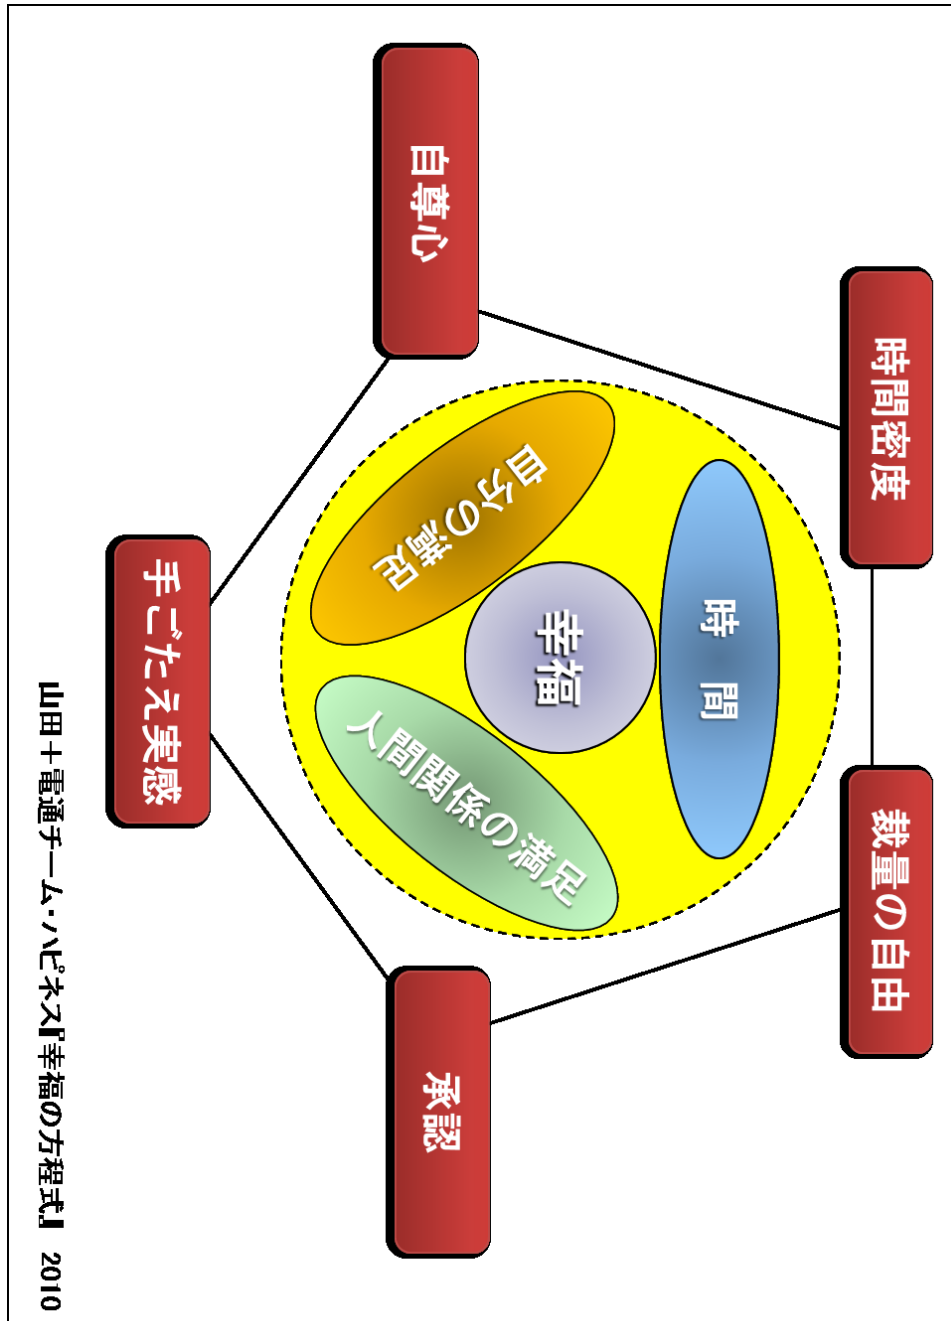 時間密度
裁量の自由
時間
自尊心
幸福
承認
自分の満足
人間関係の満足
手ごたえ実感
山田＋電通チーム・ハピネス『幸福の方程式』 2010